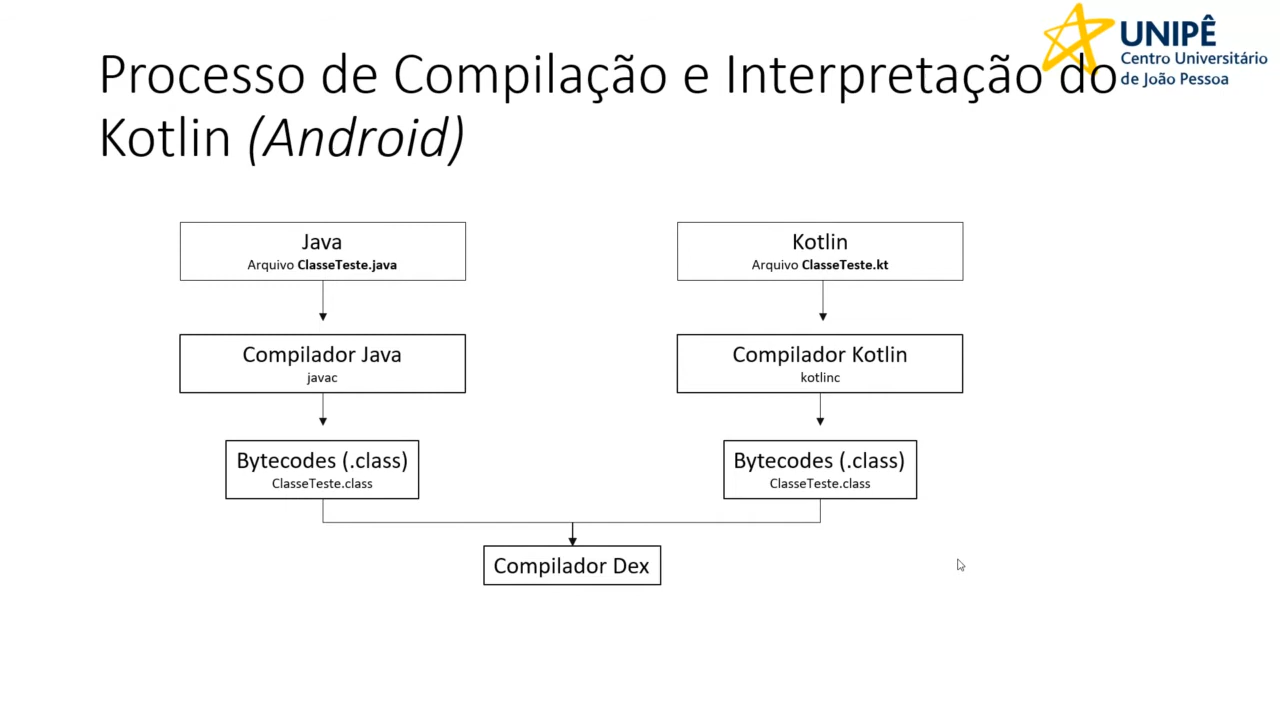 UNIPÊ
Centro Universitário
de João Pessoa
Processo de Compilação e Interpretação do
Kotlin (Android)
Java
Arquivo ClasseTeste.java
Compilador Java
javac
Bytecodes (.class)
ClasseTeste.class
Kotlin
Arquivo ClasseTeste.kt
Compilador Kotlin
kotlinc
Bytecodes (.class)
ClasseTeste.class
Compilador Dex